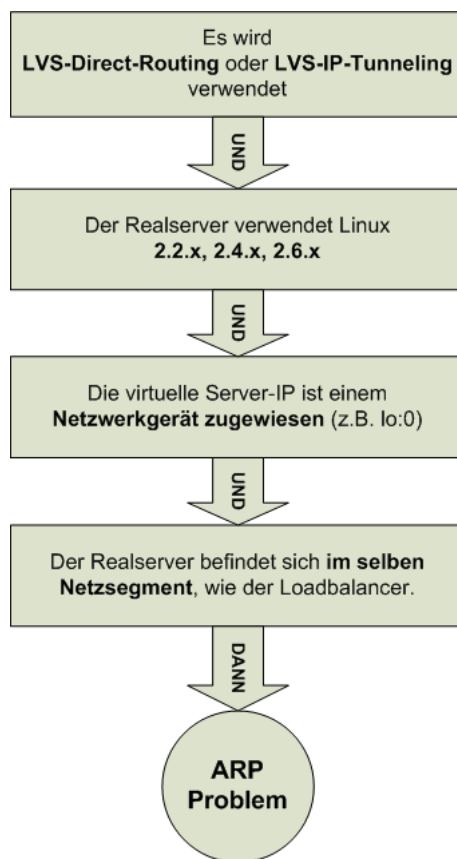 Es wird
LVS-Direct-Routing oder LVS-IP-Tunneling
verwendet
UND
Der Realserver verwendet Linux
2.2.x, 2.4.x, 2.6.x
UND
Die virtuelle Server-IP ist einem
Netzwerkgerät zugewiesen (z.B. lo:0)
UND
Der Realserver befindet sich im selben
Netzsegment, wie der Loadbalancer.
DANN
ARP
Problem